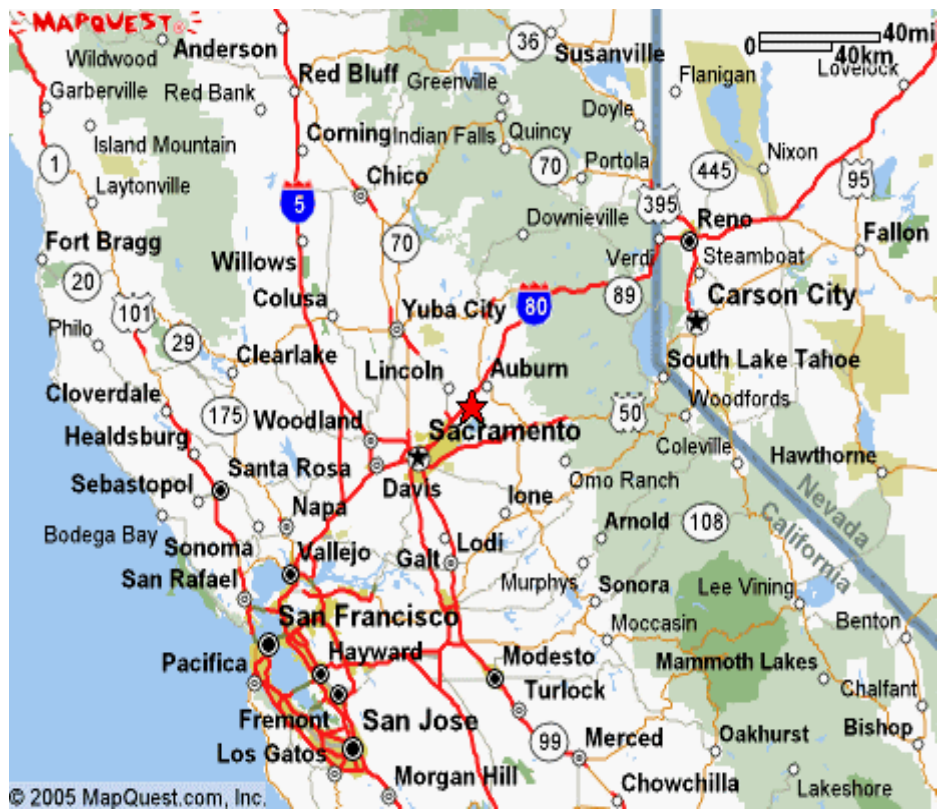 MAPQUEST
Wildwood
Anderson
36
Susanville
0 40mi
40km
Garberville
Red Bank
Red Bluff
Greenville
Flanigan
Lovelock
Island Mountain
Corning
Indian Falls
Quincy
Doyle
1
Laytonville
5
Chico
70
Portola
445
Nixon
95
Fort Bragg
Willows
70
Downieville
395
Reno
Fallon
20
Verdi
Steamboat
Colusa
80
89
Carson City
101
Yuba City
Philo
29
Clearlake
Lincoln
Auburn
South Lake Tahoe
Cloverdale
175
Woodland
50
Woodfords
Healdsburg
Sacramento
Coleville
Santa Rosa
Hawthorne
Sebastopol
Davis
Omo Ranch
Napa
Ione
Nevada
California
Bodega Bay
Sonoma
Vallejo
Lodi
Arnold
108
San Rafael
Galt
Murphys
Sonora
Lee Vining
San Francisco
Moccasin
Benton
Pacifica
Hayward
Modesto
Mammoth Lakes
Turlock
Chalfant
Fremont
San Jose
99
Merced
Oakhurst
Bishop
Los Gatos
Morgan Hill
Chowchilla
Lakeshore
© 2005 MapQuest.com, Inc.